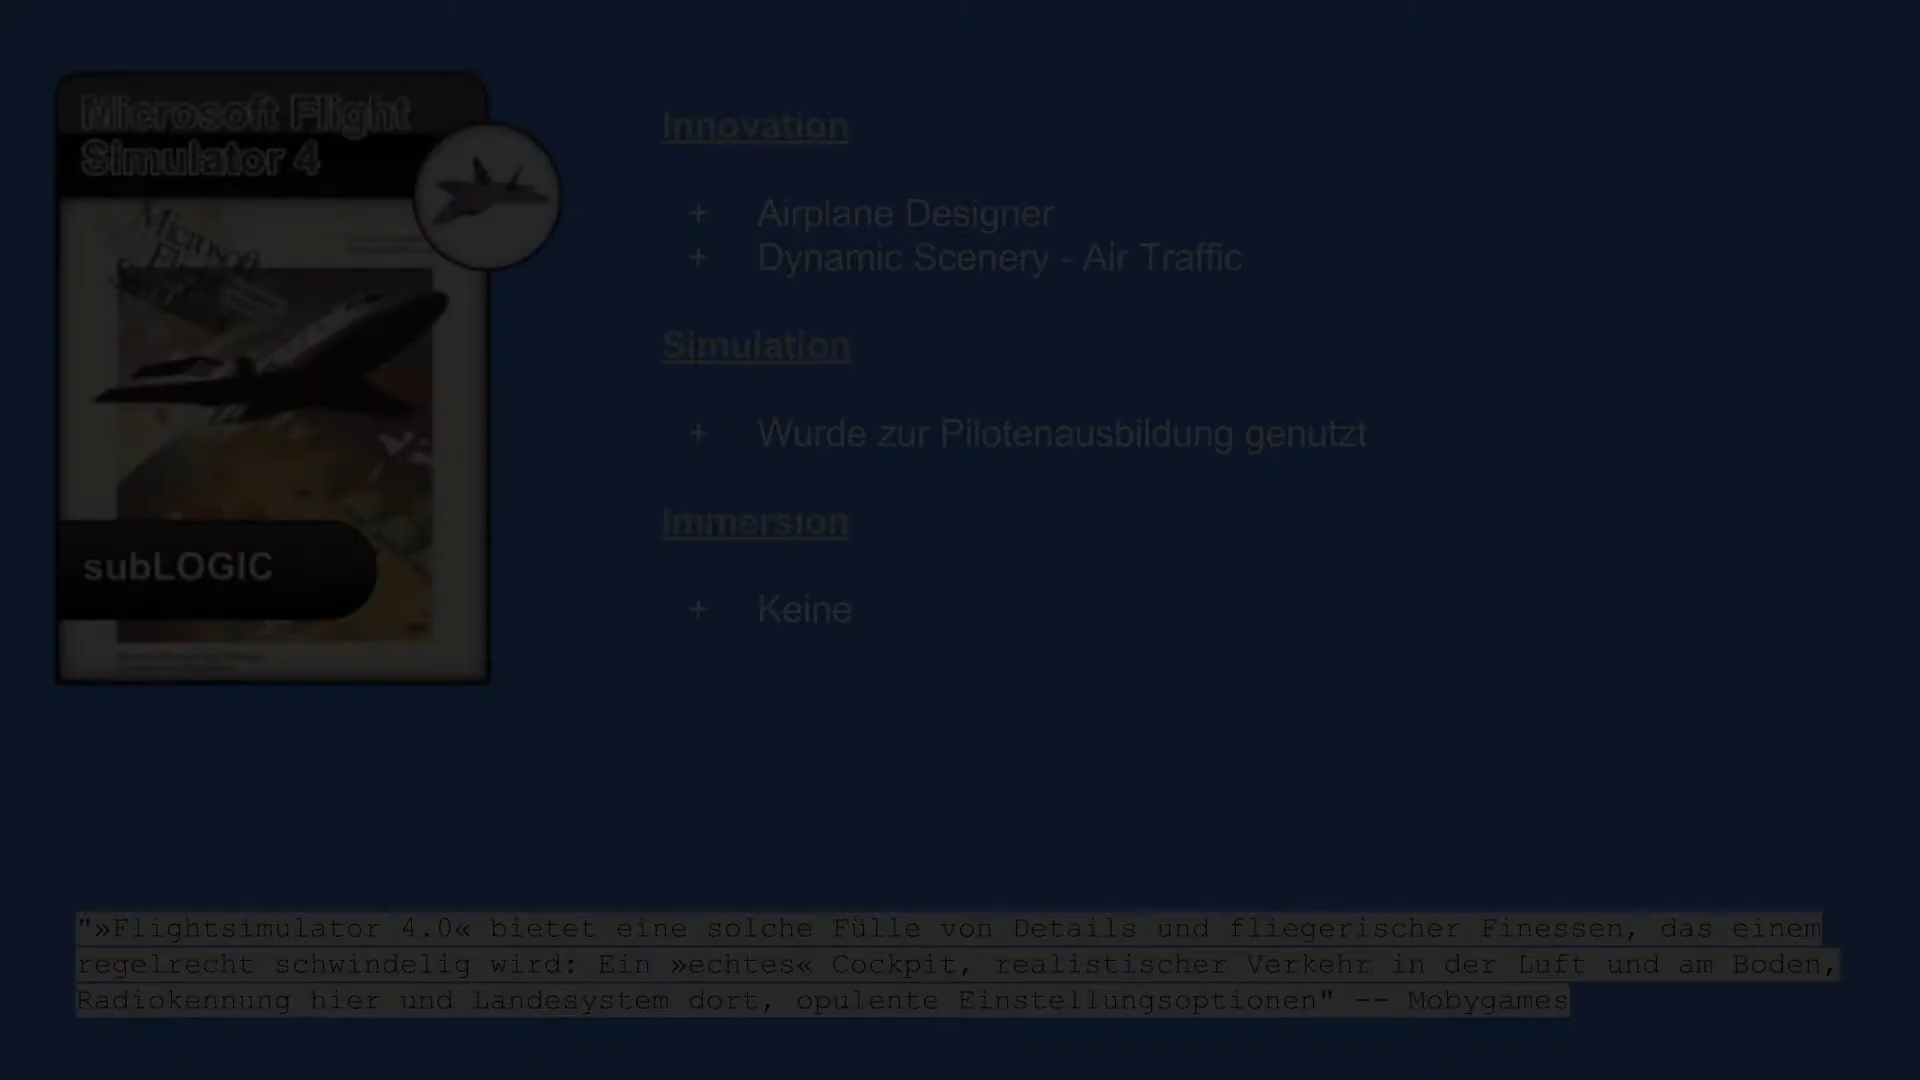 Microsoft Flight
Simulator 4
Microsoft
Flight
subLOGIC
Innovation
+ Airplane Designer
+ Dynamic Scenery - Air Traffic
Simulation
+ Wurde zur Pilotenausbildung genutzt
Immersion
+ Keine
"»Flightsimulator 4.0« bietet eine solche Fülle von Details und fliegerischer Finessen, das einem
regelrecht schwindelig wird: Ein »echtes« Cockpit, realistischer Verkehr in der Luft und am Boden,
Radiokennung hier und Landesystem dort, opulente Einstellungsoptionen" -- Mobygames